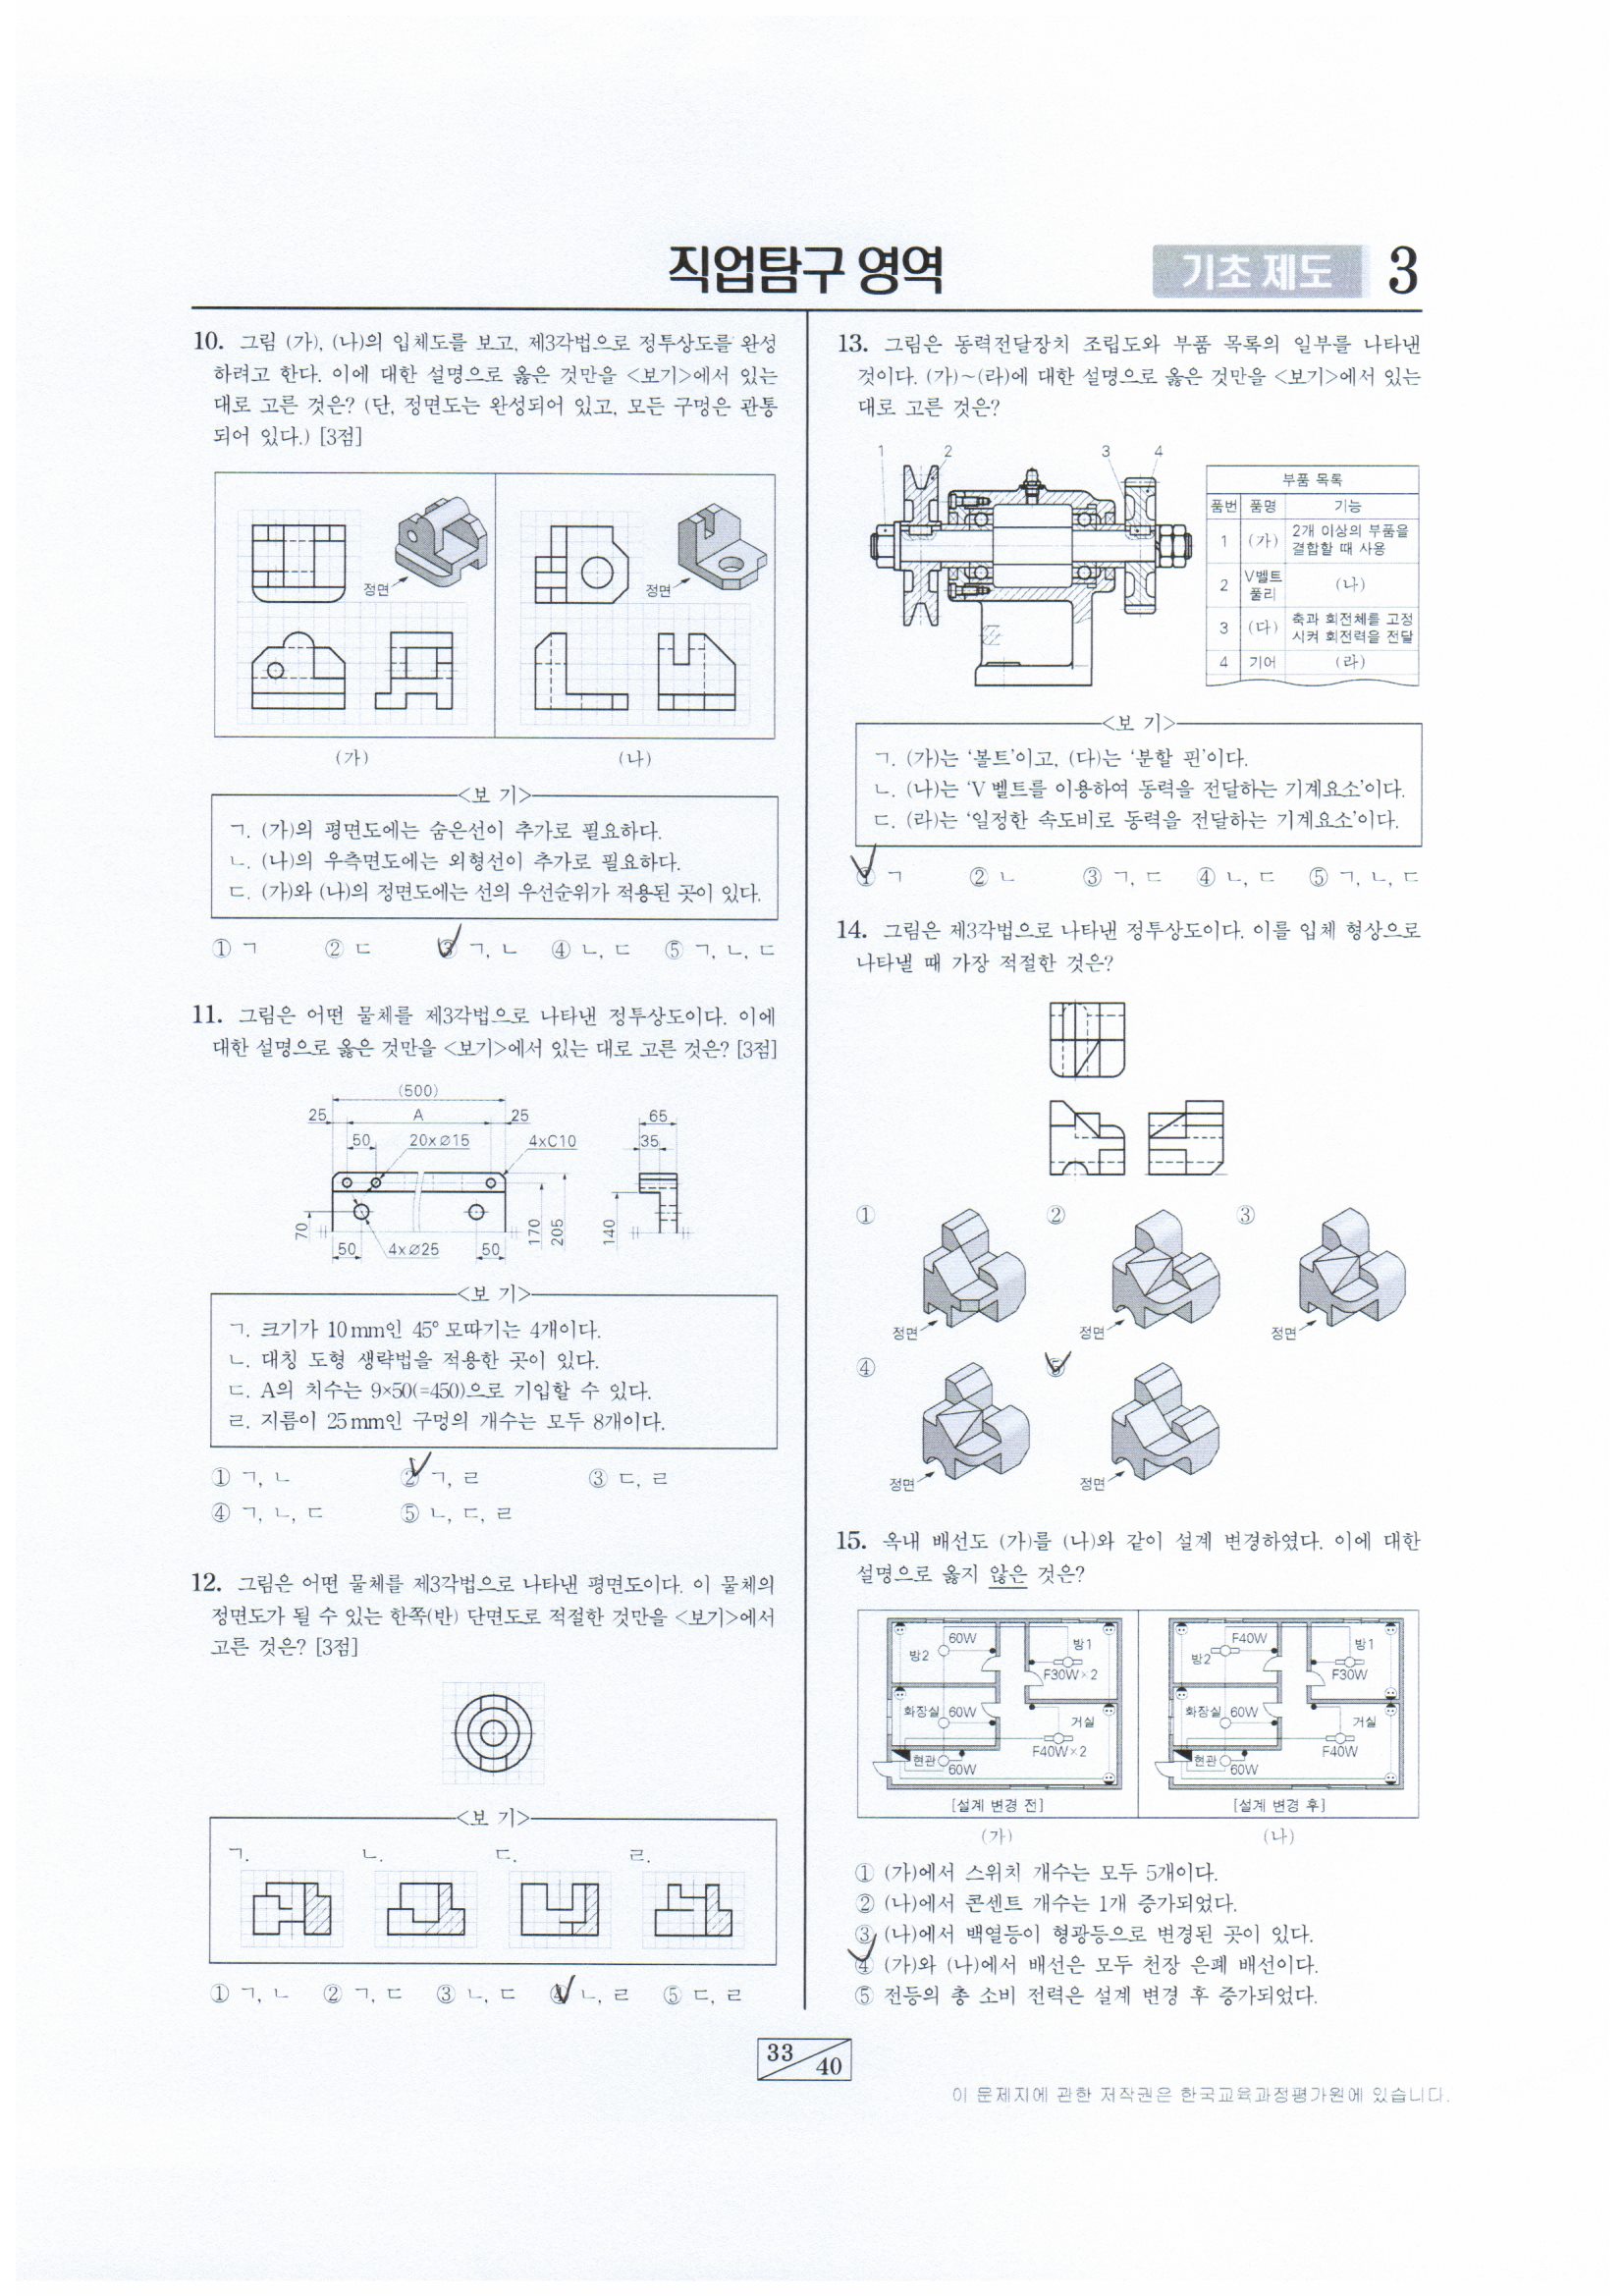 직업탐구 영역
기초 제도
3
10. 그림 (가), (나)의 입체도를 보고, 제3각법으로 정투상도를 완성
하려고 한다. 이에 대한 설명으로 옳은 것만을 <보기>에서 있는
대로 고른 것은? (단, 정면도는 완성되어 있고, 모든 구멍은 관통
되어 있다.) [3점]
정면
정면
(가)
(나)
<보 기>
ㄱ. (가)의 평면도에는 숨은선이 추가로 필요하다.
ㄴ. (나)의 우측면도에는 외형선이 추가로 필요하다.
ㄷ. (가)와 (나)의 정면도에는 선의 우선순위가 적용된 곳이 있다.
① ㄱ ② ㄷ ③ ㄱ, ㄴ ④ ㄴ, ㄷ ⑤ ㄱ, ㄴ, ㄷ
11. 그림은 어떤 물체를 제3각법으로 나타낸 정투상도이다. 이에
대한 설명으로 옳은 것만을 <보기>에서 있는 대로 고른 것은? [3점]
(500)
25 A 25
65
50 20x⌀15 4xC10
35
70
170
205
140
50 4x⌀25 50
<보 기>
ㄱ. 크기가 10mm인 45° 모따기는 4개이다.
ㄴ. 대칭 도형 생략법을 적용한 곳이 있다.
ㄷ. A의 치수는 9×50(=450)으로 기입할 수 있다.
ㄹ. 지름이 25mm인 구멍의 개수는 모두 8개이다.
① ㄱ, ㄴ ② ㄱ, ㄹ ③ ㄷ, ㄹ
④ ㄱ, ㄴ, ㄷ ⑤ ㄴ, ㄷ, ㄹ
12. 그림은 어떤 물체를 제3각법으로 나타낸 평면도이다. 이 물체의
정면도가 될 수 있는 한쪽(반) 단면도로 적절한 것만을 <보기>에서
고른 것은? [3점]
<보 기>
ㄱ. ㄴ. ㄷ. ㄹ.
① ㄱ, ㄴ ② ㄱ, ㄷ ③ ㄴ, ㄷ ④ ㄴ, ㄹ ⑤ ㄷ, ㄹ
13. 그림은 동력전달장치 조립도와 부품 목록의 일부를 나타낸
것이다. (가)~(라)에 대한 설명으로 옳은 것만을 <보기>에서 있는
대로 고른 것은?
1 2 3 4
부품 목록
품번 품명 기능
1 (가) 2개 이상의 부품을 결합할 때 사용
2 V벨트 풀리 (나)
3 (다) 축과 회전체를 고정시켜 회전력을 전달
4 기어 (라)
<보 기>
ㄱ. (가)는 '볼트'이고, (다)는 '분할 핀'이다.
ㄴ. (나)는 'V 벨트를 이용하여 동력을 전달하는 기계요소'이다.
ㄷ. (라)는 '일정한 속도비로 동력을 전달하는 기계요소'이다.
① ㄱ ② ㄴ ③ ㄱ, ㄷ ④ ㄴ, ㄷ ⑤ ㄱ, ㄴ, ㄷ
14. 그림은 제3각법으로 나타낸 정투상도이다. 이를 입체 형상으로
나타낼 때 가장 적절한 것은?
① ② ③
정면 정면 정면
④ ⑤
정면 정면
15. 옥내 배선도 (가)를 (나)와 같이 설계 변경하였다. 이에 대한
설명으로 옳지 않은 것은?
60W 방1
방2
F30W×2
화장실 60W 거실
F40W×2
현관 60W
[설계 변경 전]
F40W 방1
방2
F30W
화장실 60W 거실
F40W
현관 60W
[설계 변경 후]
(가)
(나)
① (가)에서 스위치 개수는 모두 5개이다.
② (나)에서 콘센트 개수는 1개 증가되었다.
③ (나)에서 백열등이 형광등으로 변경된 곳이 있다.
④ (가)와 (나)에서 배선은 모두 천장 은폐 배선이다.
⑤ 전등의 총 소비 전력은 설계 변경 후 증가되었다.
33
40
이 문제지에 관한 저작권은 한국교육과정평가원에 있습니다.